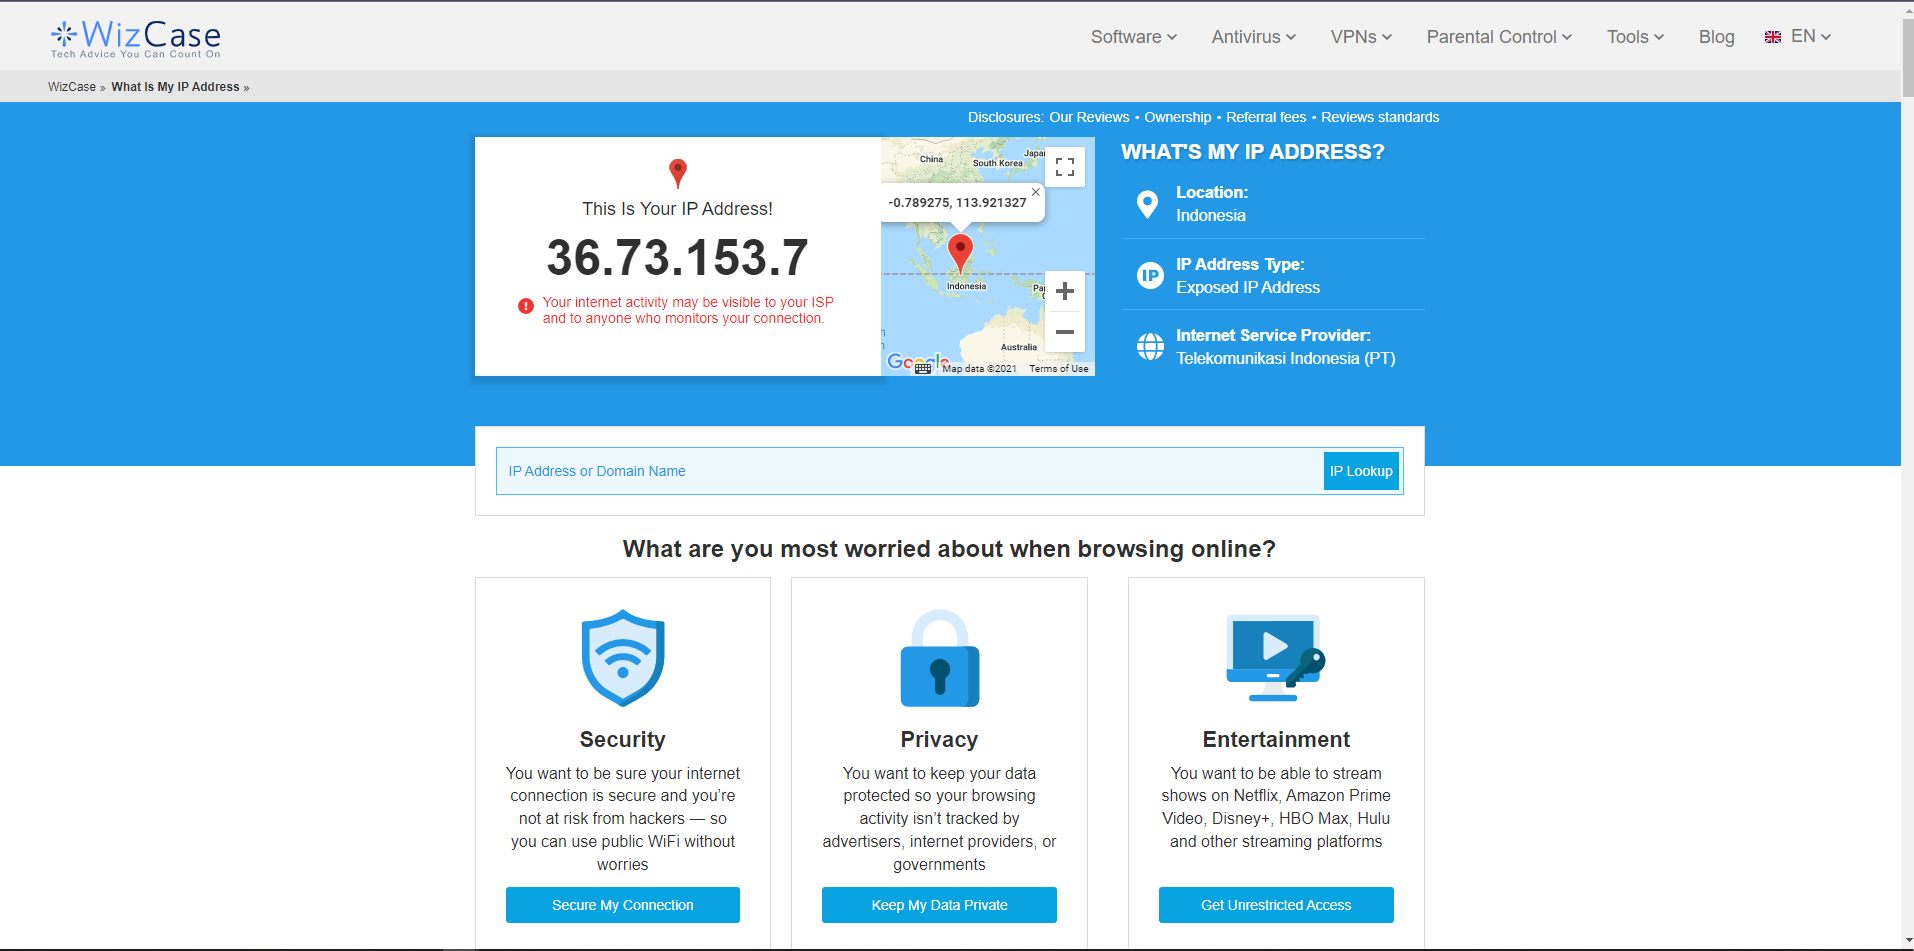 WizCase
Tech Advice You Can Count On
Software
Antivirus
VPNs
Parental Control
Tools
Blog
EN
WizCase » What Is My IP Address »
Disclosures: Our Reviews • Ownership • Referral fees • Reviews standards
This Is Your IP Address!
36.73.153.7
Your internet activity may be visible to your ISP
and to anyone who monitors your connection.
China
South Korea
Japa
-0.789275, 113.921327
Indonesia
Pa
Australia
Google
Map data ©2021
Terms of Use
WHAT'S MY IP ADDRESS?
Location:
Indonesia
IP
IP Address Type:
Exposed IP Address
Internet Service Provider:
Telekomunikasi Indonesia (PT)
IP Address or Domain Name
IP Lookup
What are you most worried about when browsing online?
Security
You want to be sure your internet
connection is secure and you're
not at risk from hackers — so
you can use public WiFi without
worries
Secure My Connection
Privacy
You want to keep your data
protected so your browsing
activity isn't tracked by
advertisers, internet providers, or
governments
Keep My Data Private
Entertainment
You want to be able to stream
shows on Netflix, Amazon Prime
Video, Disney+, HBO Max, Hulu
and other streaming platforms
Get Unrestricted Access